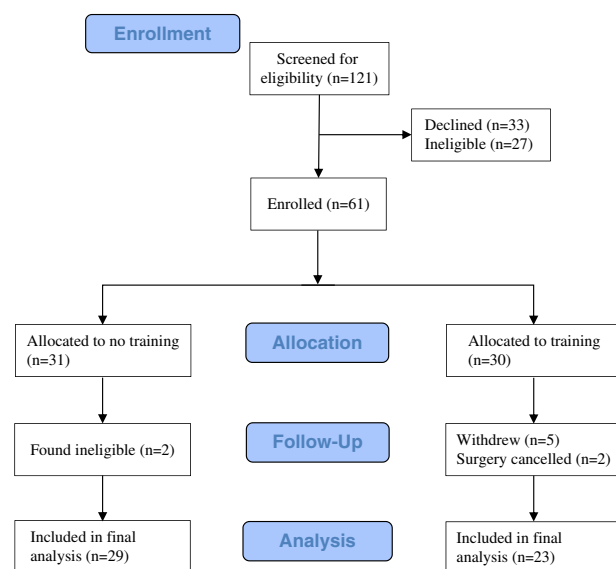 Enrollment
Screened for
eligibility (n=121)
Declined (n=33)
Ineligible (n=27)
Enrolled (n=61)
Allocated to no training
(n=31)
Allocation
Allocated to training
(n=30)
Found ineligible (n=2)
Follow-Up
Withdrew (n=5)
Surgery cancelled (n=2)
Included in final
analysis (n=29)
Analysis
Included in final
analysis (n=23)